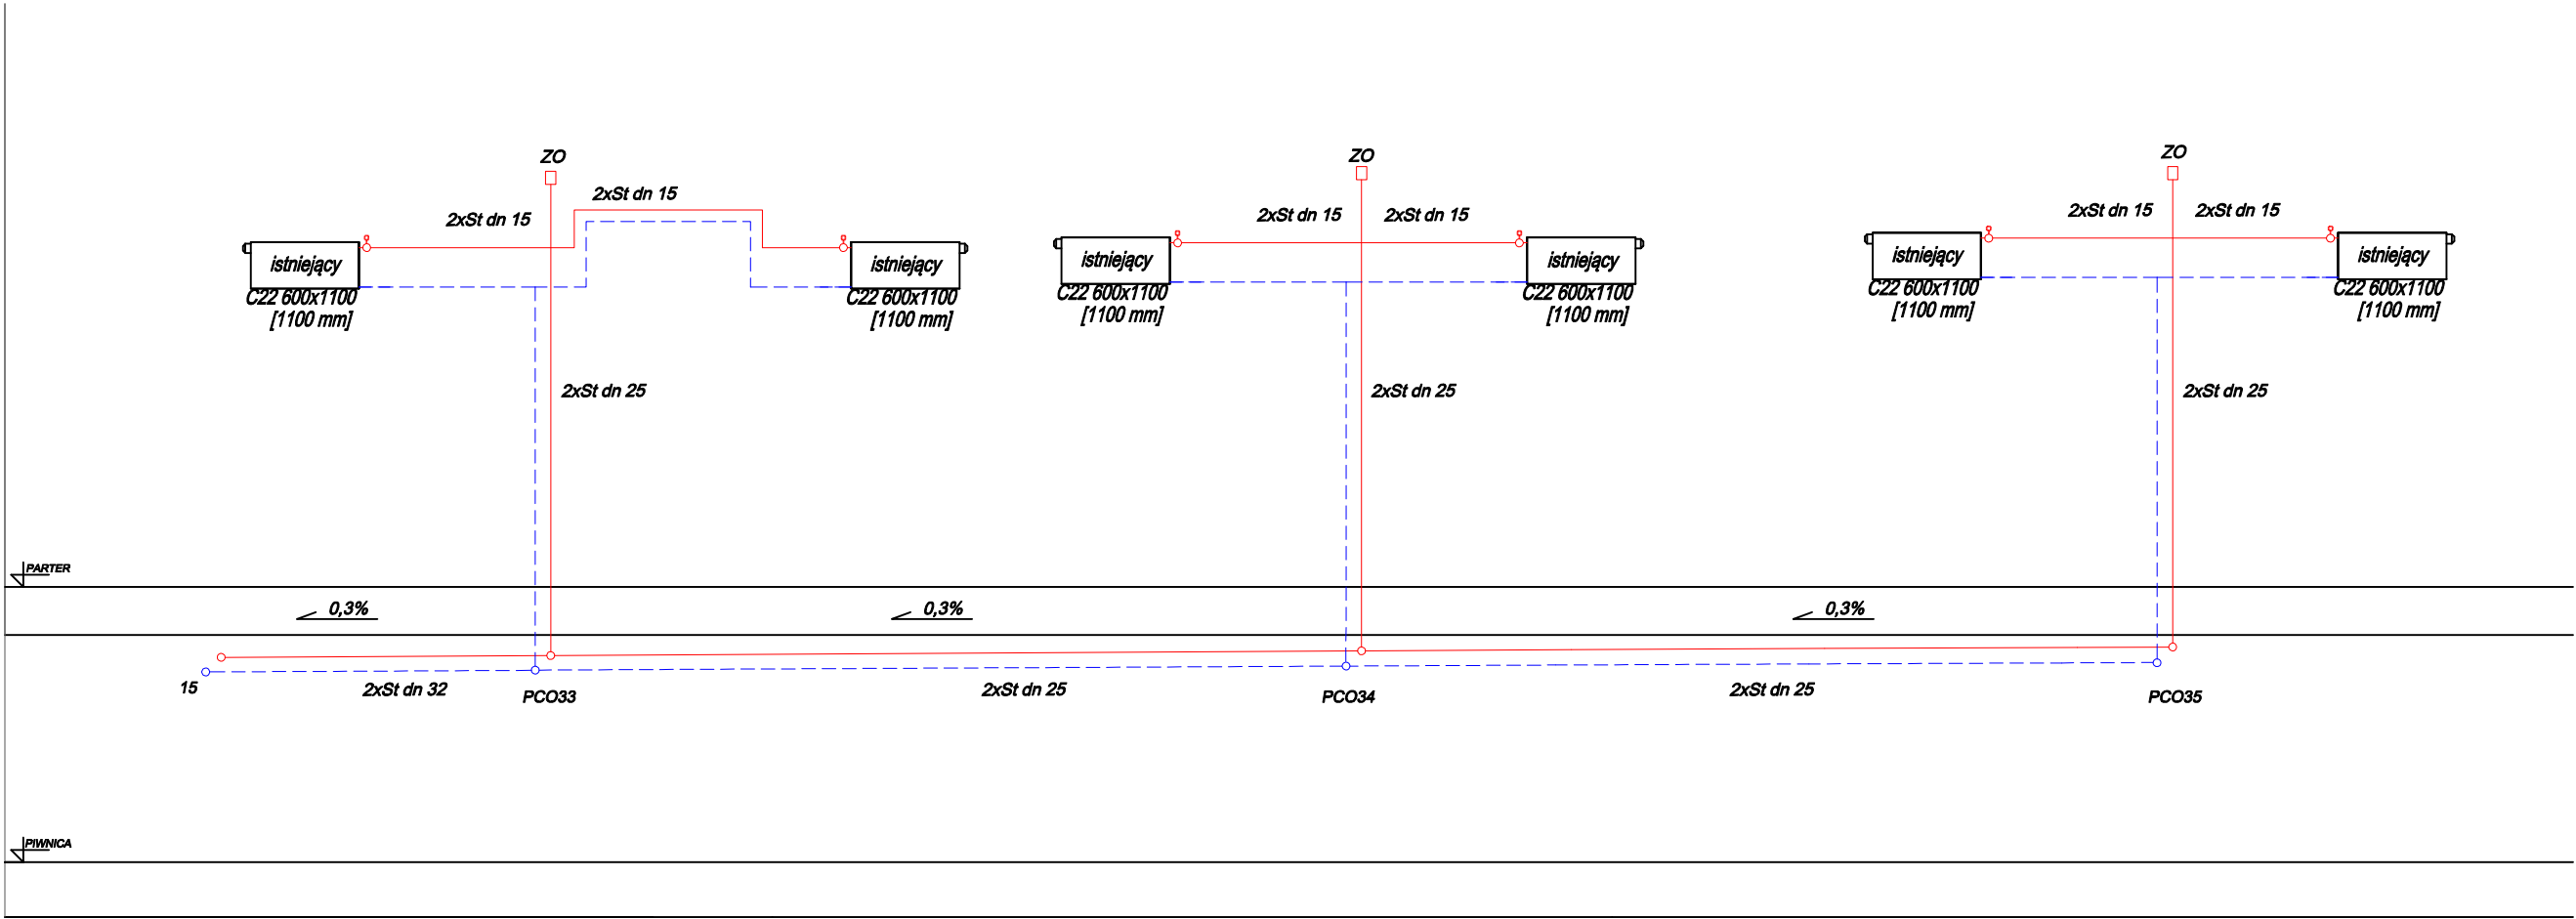 ZO
ZO
ZO
2xSt dn 15
2xSt dn 15
2xSt dn 15
2xSt dn 15
2xSt dn 15
2xSt dn 15
istniejący
istniejący
istniejący
istniejący
istniejący
istniejący
C22 600x1100
[1100 mm]
C22 600x1100
[1100 mm]
C22 600x1100
[1100 mm]
C22 600x1100
[1100 mm]
C22 600x1100
[1100 mm]
C22 600x1100
[1100 mm]
2xSt dn 25
2xSt dn 25
2xSt dn 25
PARTER
0,3%
0,3%
0,3%
15
2xSt dn 32
PCO33
2xSt dn 25
PCO34
2xSt dn 25
PCO35
PIWNICA